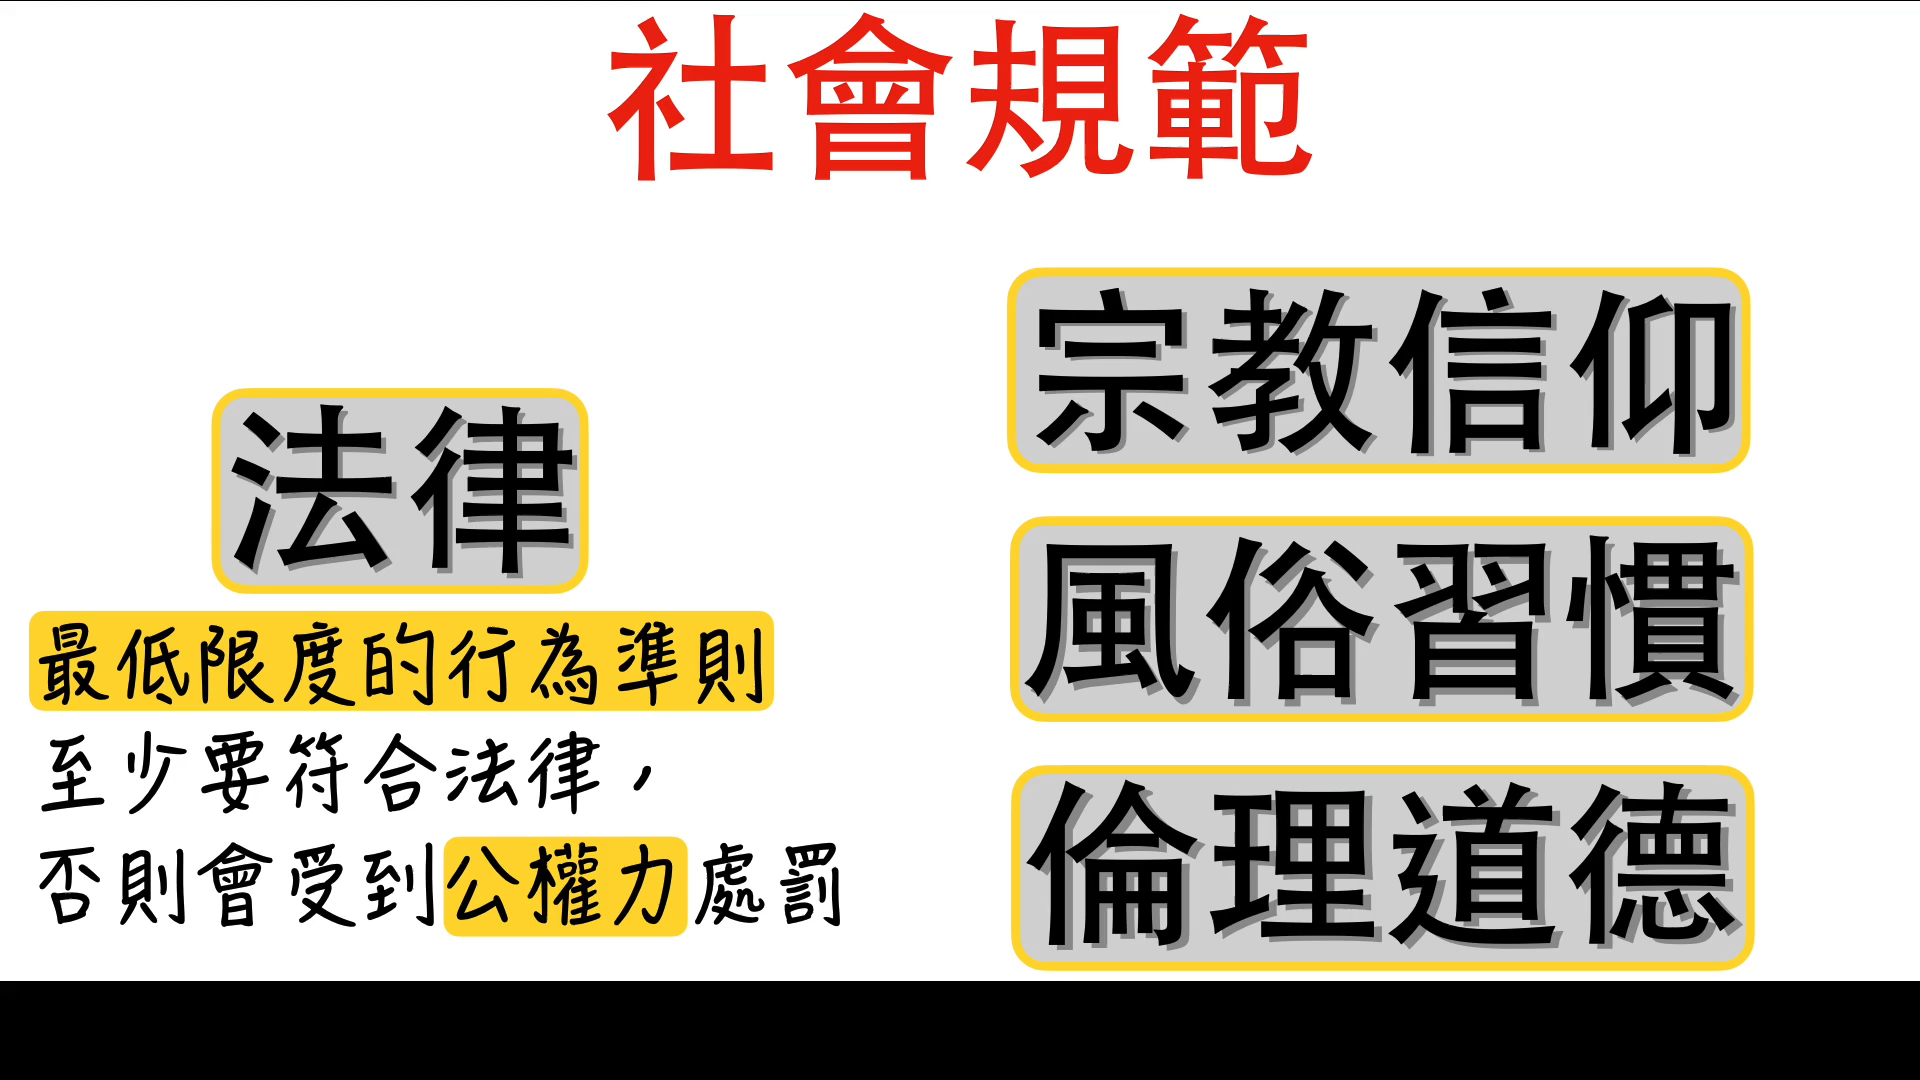 社會規範
法律
最低限度的行為準則
至少要符合法律，
否則會受到公權力處罰
宗教信仰
風俗習慣
倫理道德